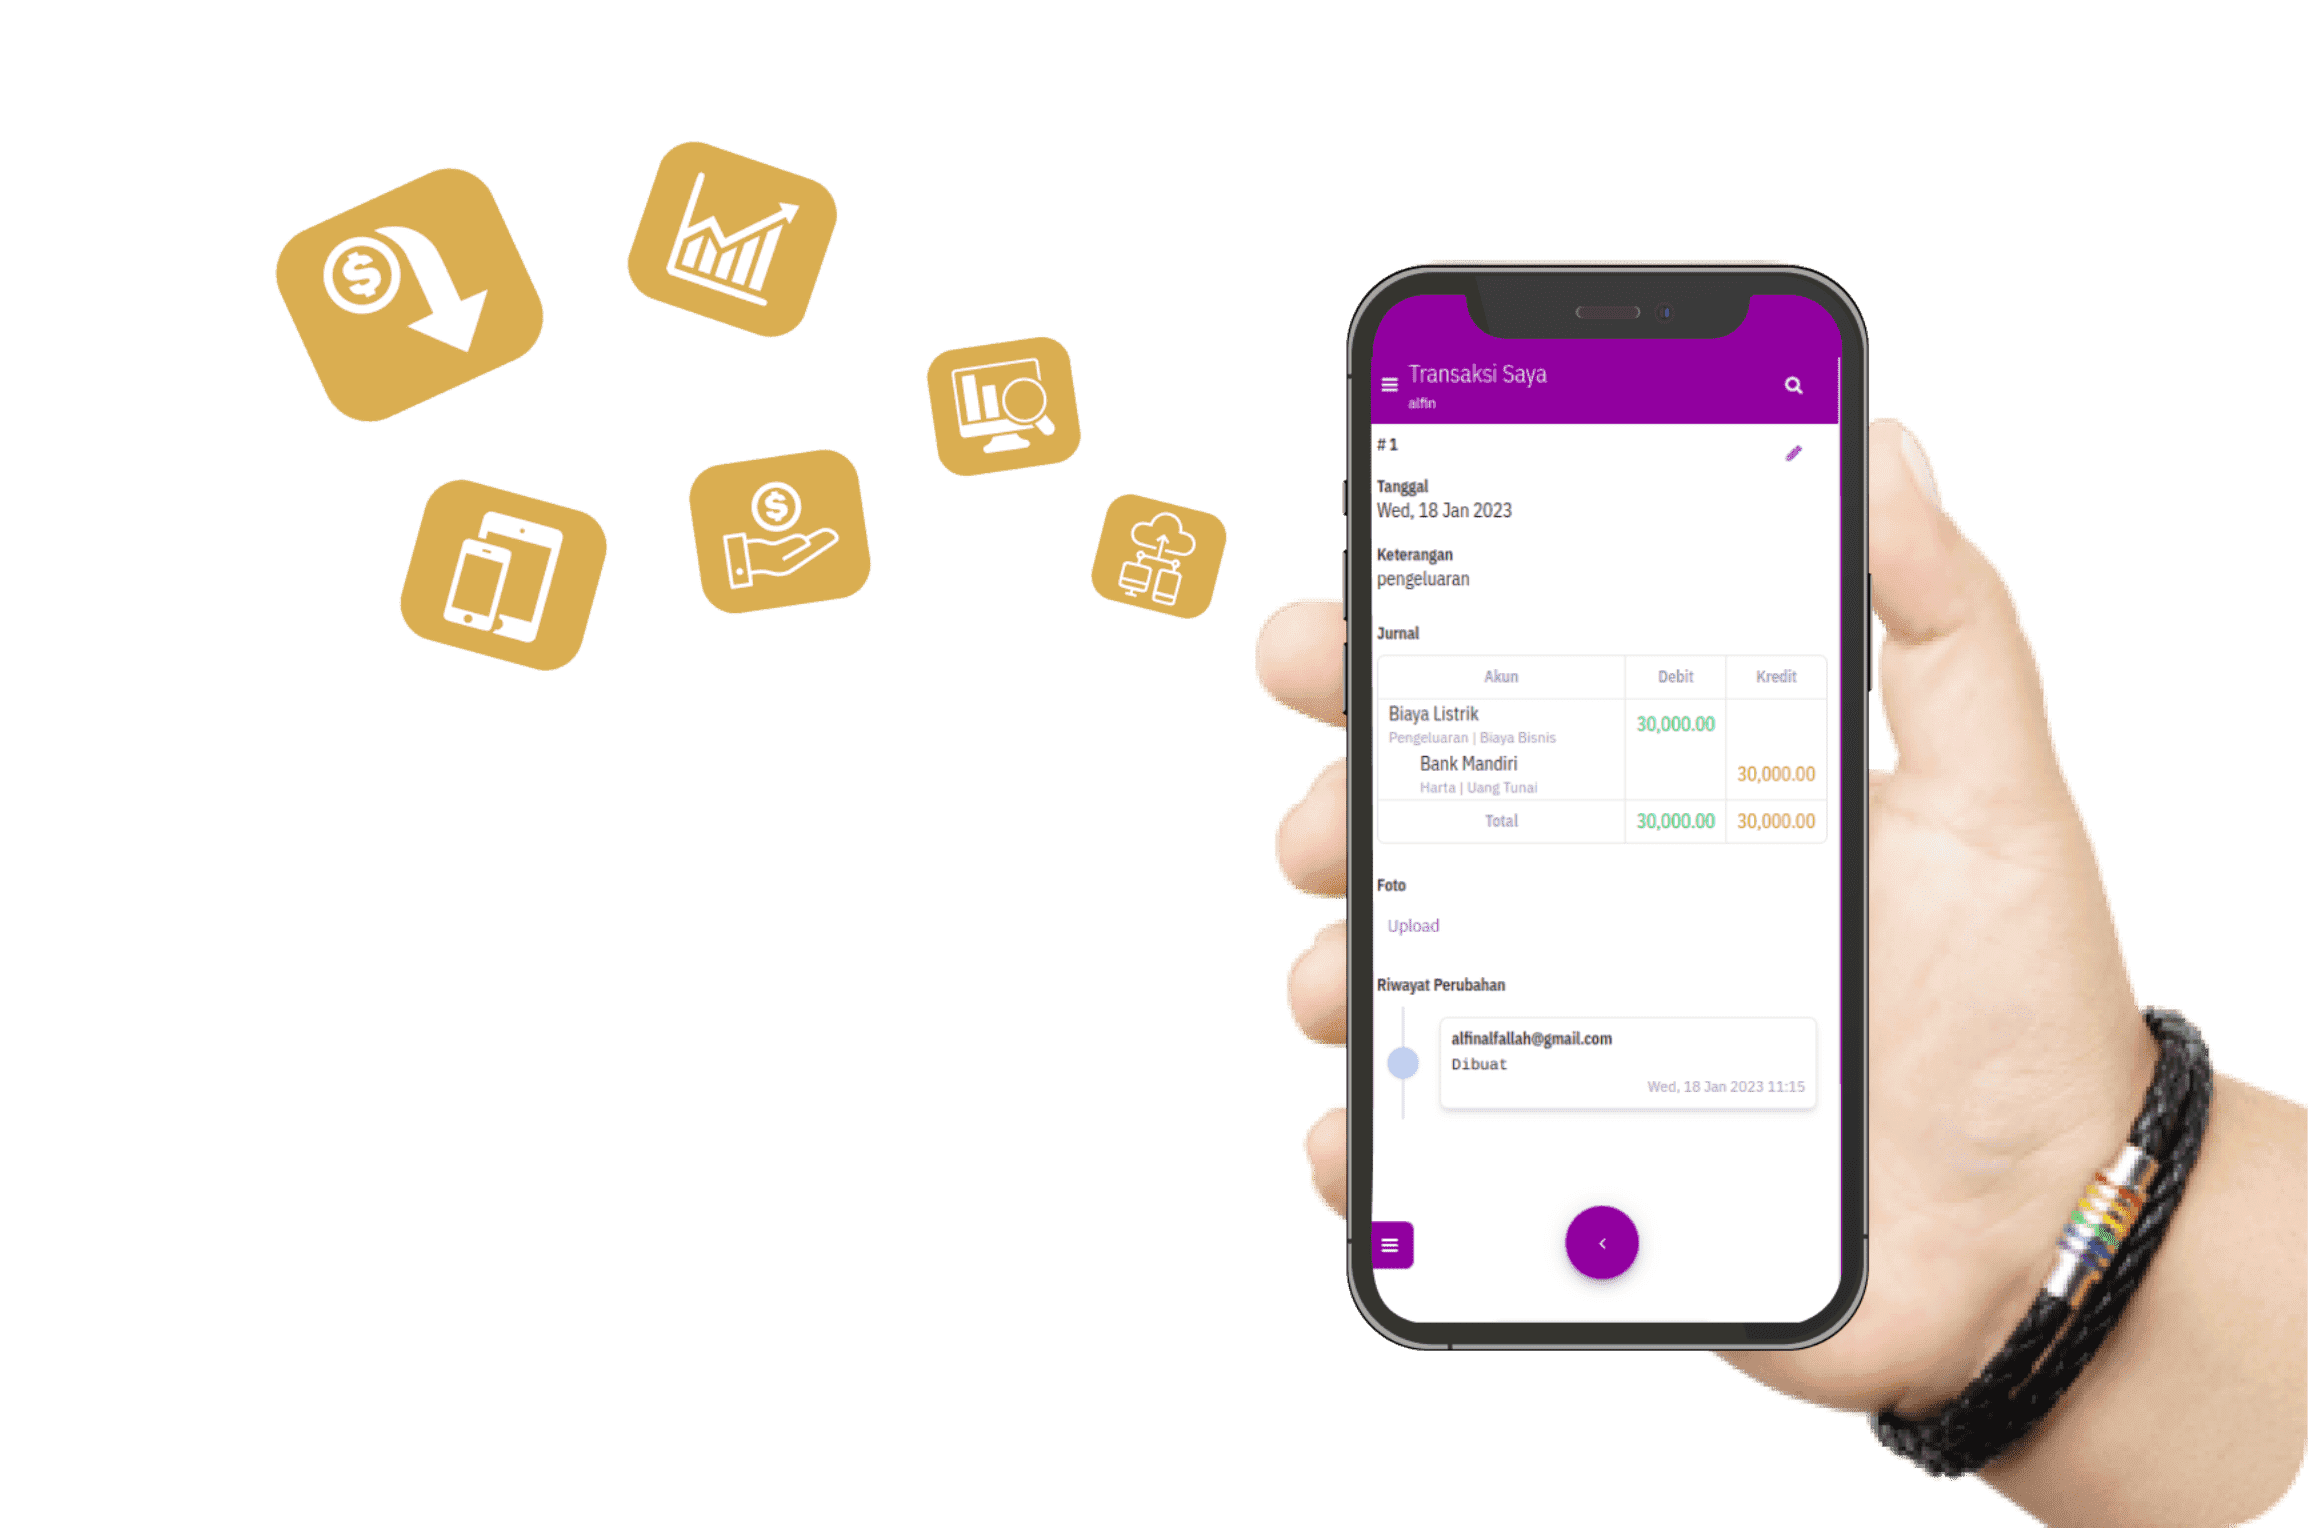 Transaksi Saya
alfin
# 1
Tanggal
Wed, 18 Jan 2023
Keterangan
pengeluaran
Jurnal
Akun Debit Kredit
Biaya Listrik 30,000.00
Pengeluaran | Biaya Bisnis
Bank Mandiri 30,000.00
Harta | Uang Tunai
Total 30,000.00 30,000.00
Foto
Upload
Riwayat Perubahan
alfinalfallah@gmail.com
Dibuat
Wed, 18 Jan 2023 11:15